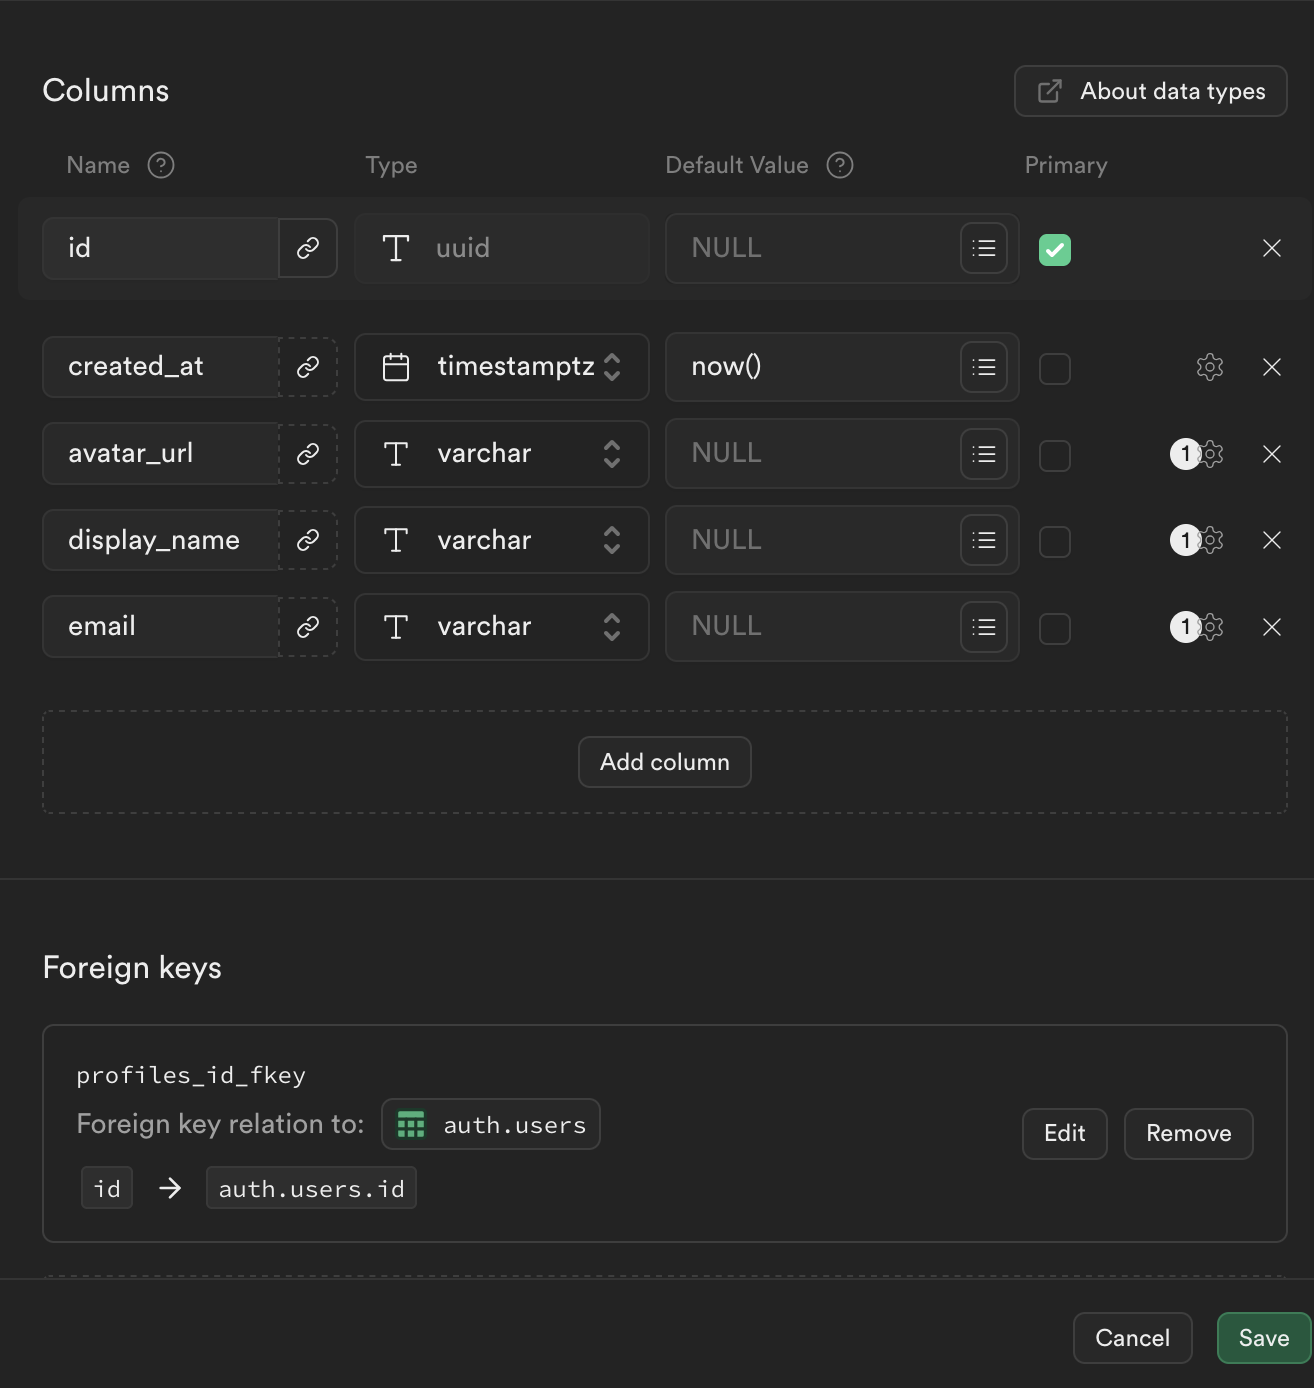 Columns
About data types
Name
Type
Default Value
Primary
id
uuid
NULL
created_at
timestamptz
now()
avatar_url
varchar
NULL
1
display_name
varchar
NULL
1
email
varchar
NULL
1
Add column
Foreign keys
profiles_id_fkey
Foreign key relation to: auth.users
Edit
Remove
id → auth.users.id
Cancel
Save